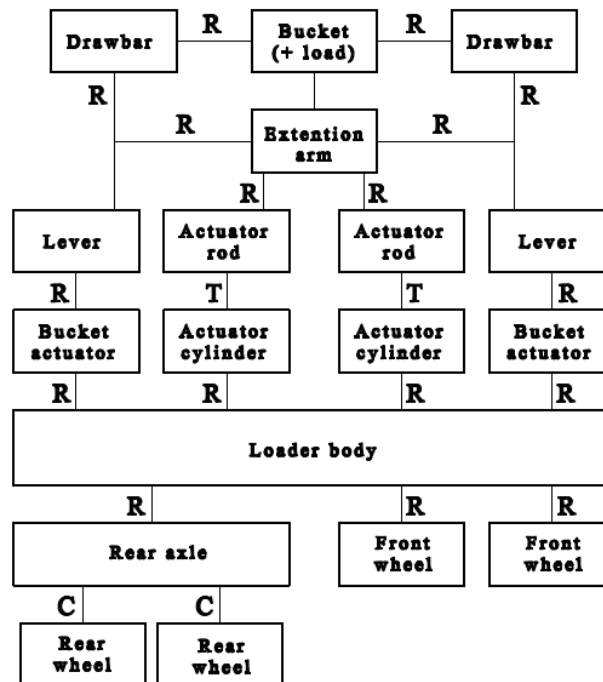 R R
Drawbar Bucket Drawbar
(+ load)
R R
R R
Extention
arm
R R
Lever Actuator Actuator Lever
rod rod
R T T R
Bucket Actuator Actuator Bucket
actuator cylinder cylinder actuator
R R R R
Loader body
R R R
Rear axle Front Front
wheel wheel
C C
Rear Rear
wheel wheel